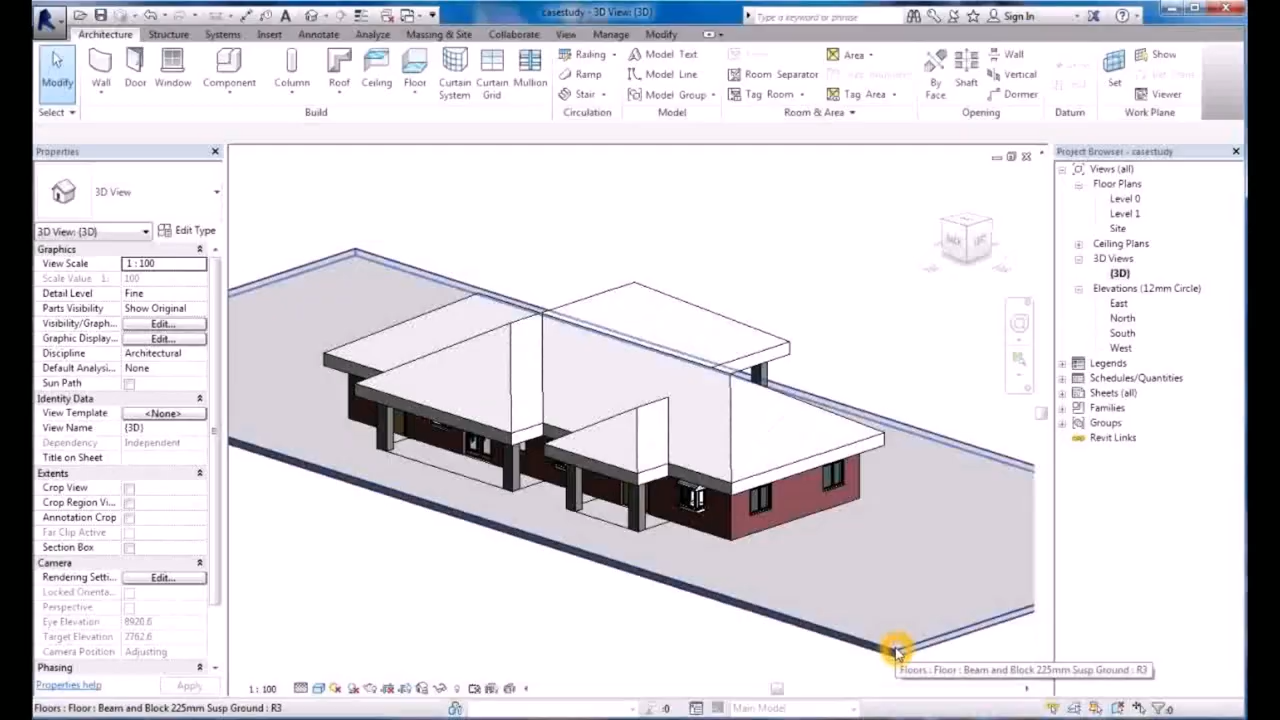 casestudy - 3D View: {3D}
Type a keyword or phrase
Sign In
Architecture Structure Systems Insert Annotate Analyze Massing & Site Collaborate View Manage Modify
Modify
Wall
Door
Window
Component
Column
Roof
Ceiling
Floor
Curtain System
Curtain Grid
Mullion
Railing
Ramp
Stair
Model Text
Model Line
Model Group
Room Separator
Tag Room
Area
Tag Area
By Face
Shaft
Wall
Vertical
Dormer
Set
Show
Viewer
Select
Build
Circulation
Model
Room & Area
Opening
Datum
Work Plane
Properties
3D View
3D View: {3D}
Edit Type
Graphics
View Scale 1 : 100
Scale Value 1: 100
Detail Level Fine
Parts Visibility Show Original
Visibility/Graph... Edit...
Graphic Display... Edit...
Discipline Architectural
Default Analysi... None
Sun Path
Identity Data
View Template <None>
View Name {3D}
Dependency Independent
Title on Sheet
Extents
Crop View
Crop Region Vi...
Annotation Crop
Far Clip Active
Section Box
Camera
Rendering Setti... Edit...
Locked Orienta...
Perspective
Eye Elevation 8920.6
Target Elevation 2762.6
Camera Position Adjusting
Phasing
Properties help
Apply
BACK
Project Browser - casestudy
Views (all)
Floor Plans
Level 0
Level 1
Site
Ceiling Plans
3D Views
{3D}
Elevations (12mm Circle)
East
North
South
West
Legends
Schedules/Quantities
Sheets (all)
Families
Groups
Revit Links
Floors : Floor : Beam and Block 225mm Susp Ground : R3
1 : 100
Floors : Floor : Beam and Block 225mm Susp Ground : R3
:0
Main Model
:0